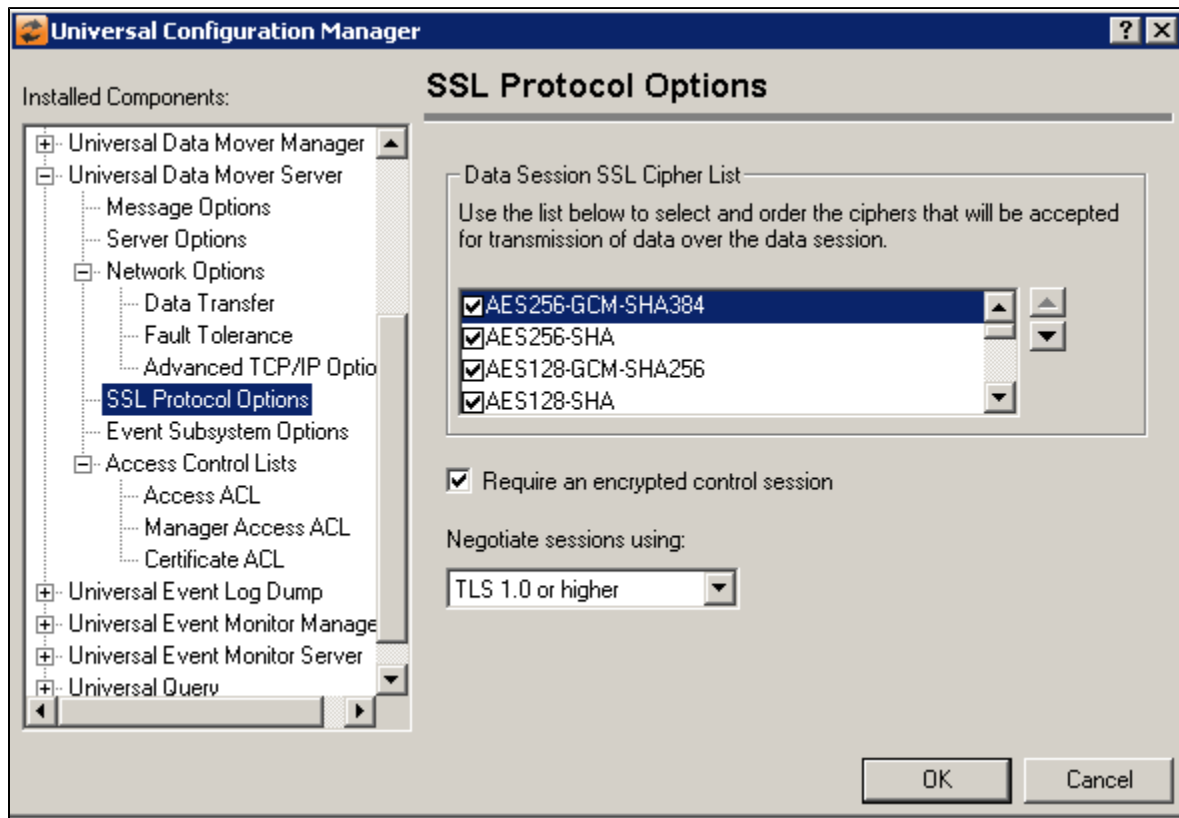 Universal Configuration Manager
Installed Components:
Universal Data Mover Manager
Universal Data Mover Server
Message Options
Server Options
Network Options
Data Transfer
Fault Tolerance
Advanced TCP/IP Optio
SSL Protocol Options
Event Subsystem Options
Access Control Lists
Access ACL
Manager Access ACL
Certificate ACL
Universal Event Log Dump
Universal Event Monitor Manage
Universal Event Monitor Server
Universal Query
SSL Protocol Options
Data Session SSL Cipher List
Use the list below to select and order the ciphers that will be accepted
for transmission of data over the data session.
AES256-GCM-SHA384
AES256-SHA
AES128-GCM-SHA256
AES128-SHA
Require an encrypted control session
Negotiate sessions using:
TLS 1.0 or higher
OK
Cancel